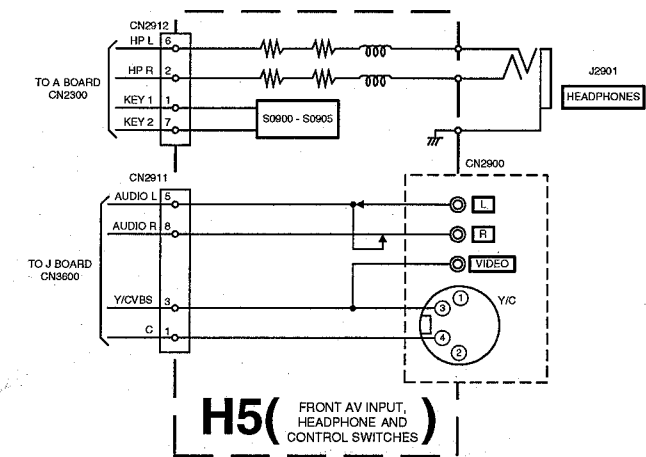 CN2912
HP L 6
HP R 2
TO A BOARD
CN2300
KEY 1 1
KEY 2 7
S0900 - S0905
J2901
HEADPHONES
CN2911
CN2900
AUDIO L 5
L
AUDIO R 8
R
TO J BOARD
CN3600
VIDEO
Y/CVBS 3
3 1 Y/C
C 1
4
2
H5( FRONT AV INPUT,
HEADPHONE AND
CONTROL SWITCHES )